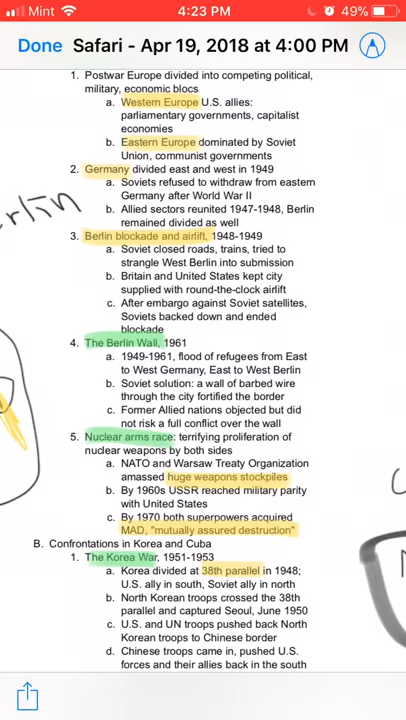 Mint 4:23 PM 49%
Done Safari - Apr 19, 2018 at 4:00 PM
1. Postwar Europe divided into competing political,
military, economic blocs
a. Western Europe U.S. allies:
parliamentary governments, capitalist
economies
b. Eastern Europe dominated by Soviet
Union, communist governments
2. Germany divided east and west in 1949
a. Soviets refused to withdraw from eastern
Germany after World War II
b. Allied sectors reunited 1947-1948, Berlin
remained divided as well
3. Berlin blockade and airlift, 1948-1949
a. Soviet closed roads, trains, tried to
strangle West Berlin into submission
b. Britain and United States kept city
supplied with round-the-clock airlift
c. After embargo against Soviet satellites,
Soviets backed down and ended
blockade
4. The Berlin Wall, 1961
a. 1949-1961, flood of refugees from East
to West Germany, East to West Berlin
b. Soviet solution: a wall of barbed wire
through the city fortified the border
c. Former Allied nations objected but did
not risk a full conflict over the wall
5. Nuclear arms race: terrifying proliferation of
nuclear weapons by both sides
a. NATO and Warsaw Treaty Organization
amassed huge weapons stockpiles
b. By 1960s USSR reached military parity
with United States
c. By 1970 both superpowers acquired
MAD, "mutually assured destruction"
B. Confrontations in Korea and Cuba
1. The Korea War, 1951-1953
a. Korea divided at 38th parallel in 1948;
U.S. ally in south, Soviet ally in north
b. North Korean troops crossed the 38th
parallel and captured Seoul, June 1950
c. U.S. and UN troops pushed back North
Korean troops to Chinese border
d. Chinese troops came in, pushed U.S.
forces and their allies back in the south